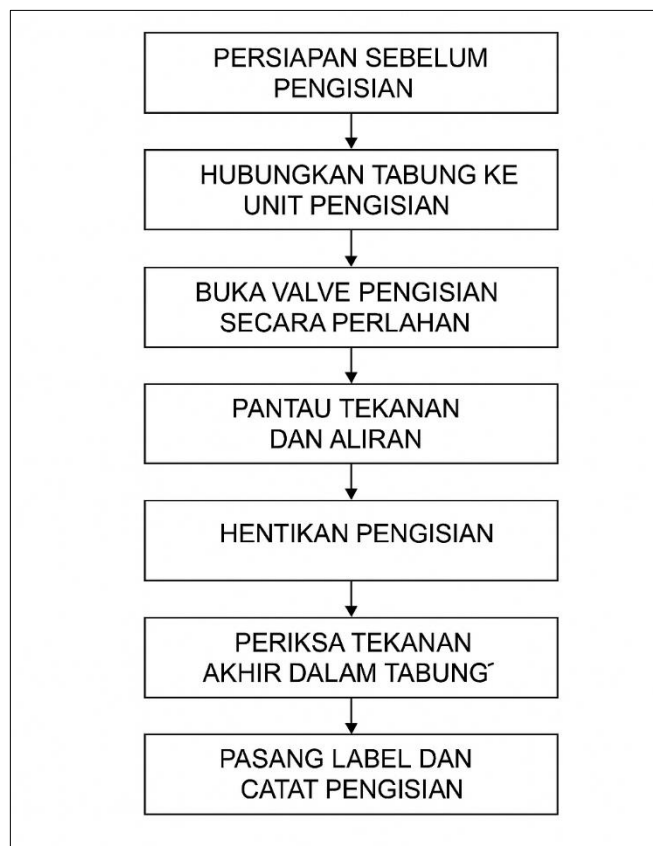 PERSIAPAN SEBELUM
PENGISIAN
HUBUNGKAN TABUNG KE
UNIT PENGISIAN
BUKA VALVE PENGISIAN
SECARA PERLAHAN
PANTAU TEKANAN
DAN ALIRAN
HENTIKAN PENGISIAN
PERIKSA TEKANAN
AKHIR DALAM TABUNG´
PASANG LABEL DAN
CATAT PENGISIAN